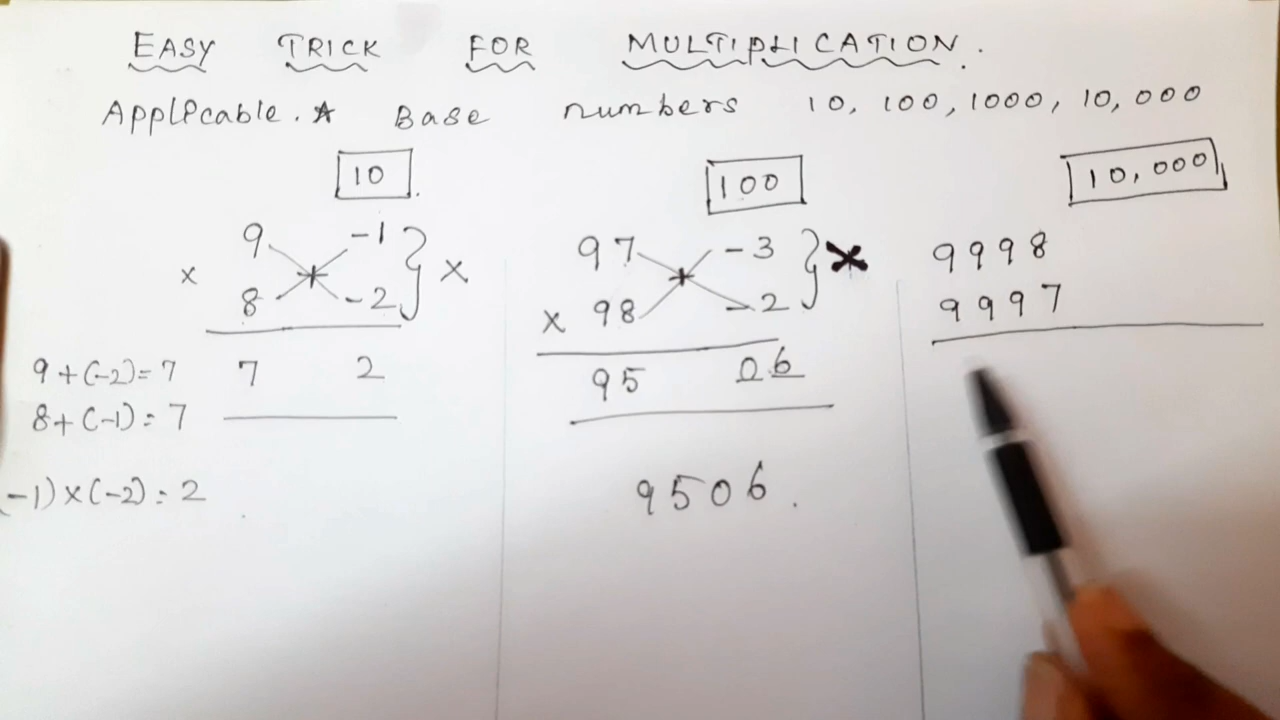 EASY TRICK FOR MULTIPLICATION.
Applicable. * Base numbers 10, 100, 1000, 10,000
10
9 -1
x 8 -2 } x
7 2
9+(-2)=7
8+(-1)=7
-1)x(-2)=2
100
97 -3
x 98 -2 } x
95 06
9506.
10,000
9998
9997